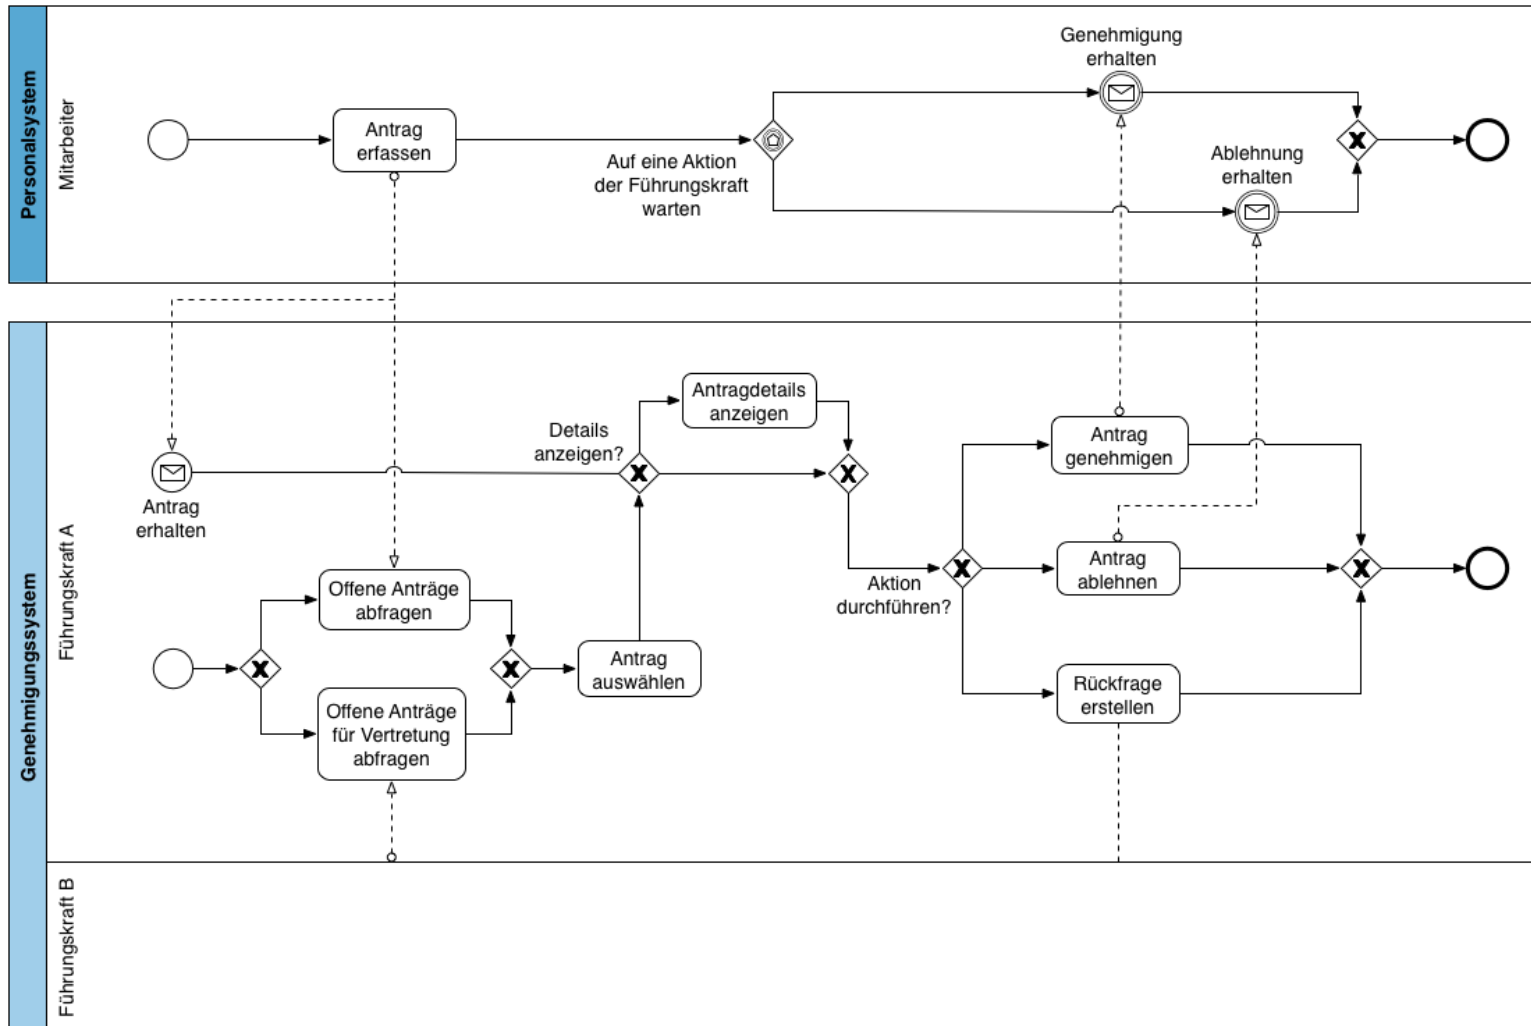 Personalsystem
Mitarbeiter
Antrag
erfassen
Auf eine Aktion
der Führungskraft
warten
Genehmigung
erhalten
Ablehnung
erhalten
Genehmigungssystem
Führungskraft A
Antrag
erhalten
Details
anzeigen?
Antragdetails
anzeigen
Offene Anträge
abfragen
Offene Anträge
für Vertretung
abfragen
Antrag
auswählen
Aktion
durchführen?
Antrag
genehmigen
Antrag
ablehnen
Rückfrage
erstellen
Führungskraft B